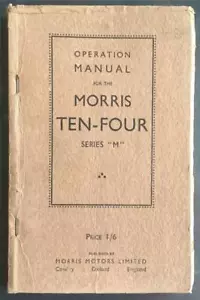 OPERATION
MANUAL
FOR THE
MORRIS
TEN-FOUR
SERIES "M"
PRICE 1/6
PUBLISHED BY
MORRIS MOTORS LIMITED
Cowley Oxford England